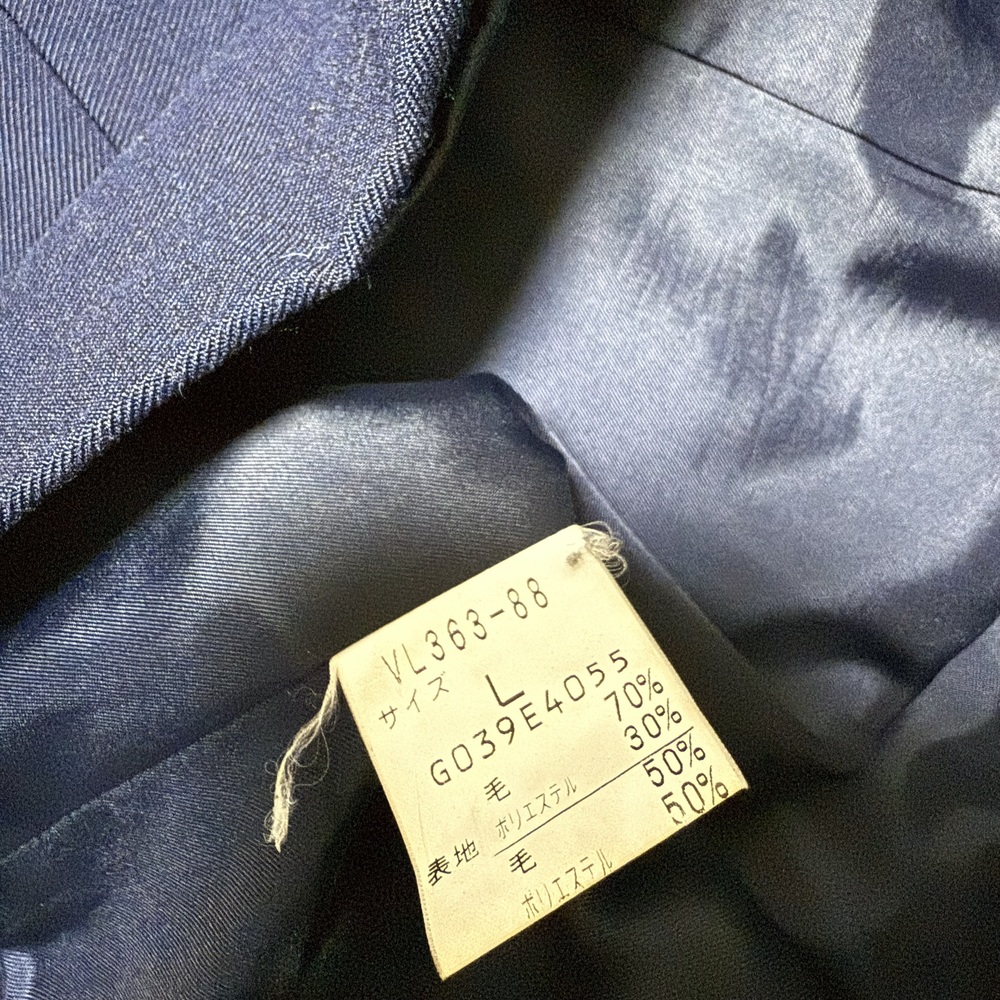 VL363-88
サイズ L
G039E4055
毛 70%
ポリエステル 30%
表地 毛 50%
ポリエステル 50%